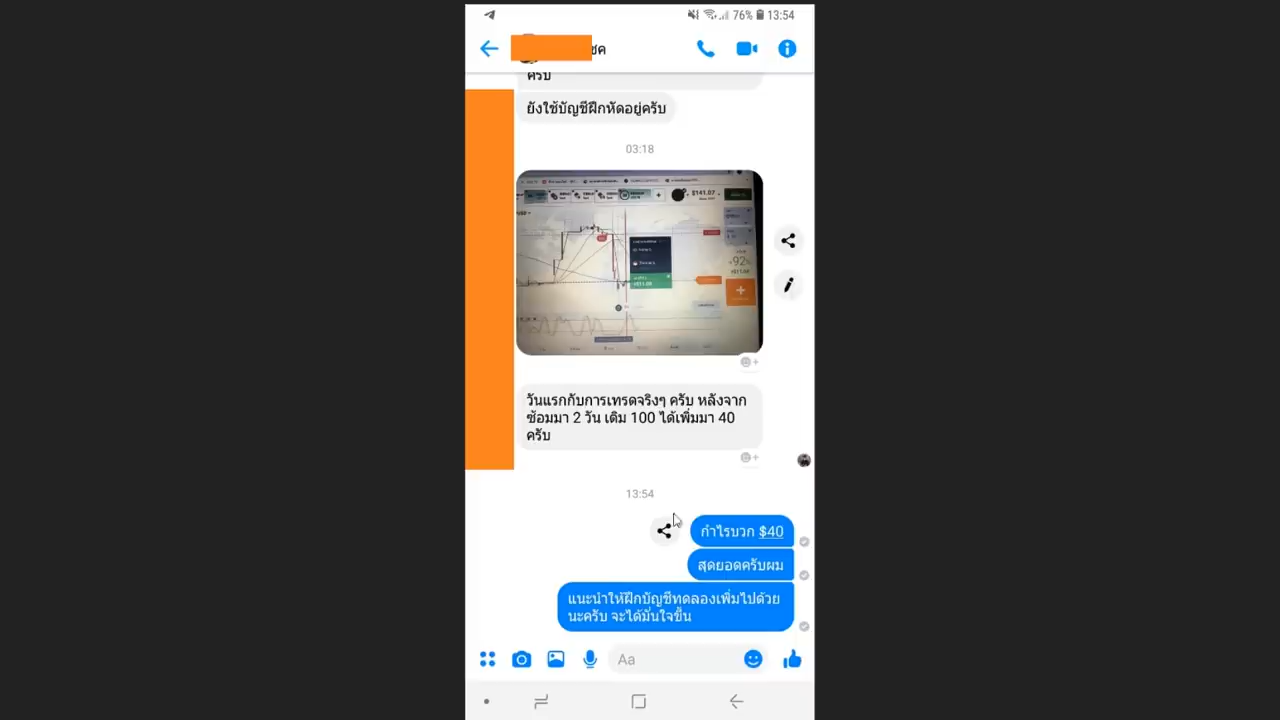 76% 13:54
ชค
ครับ
ยังใช้บัญชีฝึกหัดอยู่ครับ
03:18
$141.07
92%
วันแรกกับการเทรดจริงๆ ครับ หลังจาก
ซ้อมมา 2 วัน เดิม 100 ได้เพิ่มมา 40
ครับ
13:54
กำไรบวก $40
สุดยอดครับผม
แนะนำให้ฝึกบัญชีทดลองเพิ่มไปด้วย
นะครับ จะได้มั่นใจขึ้น
Aa